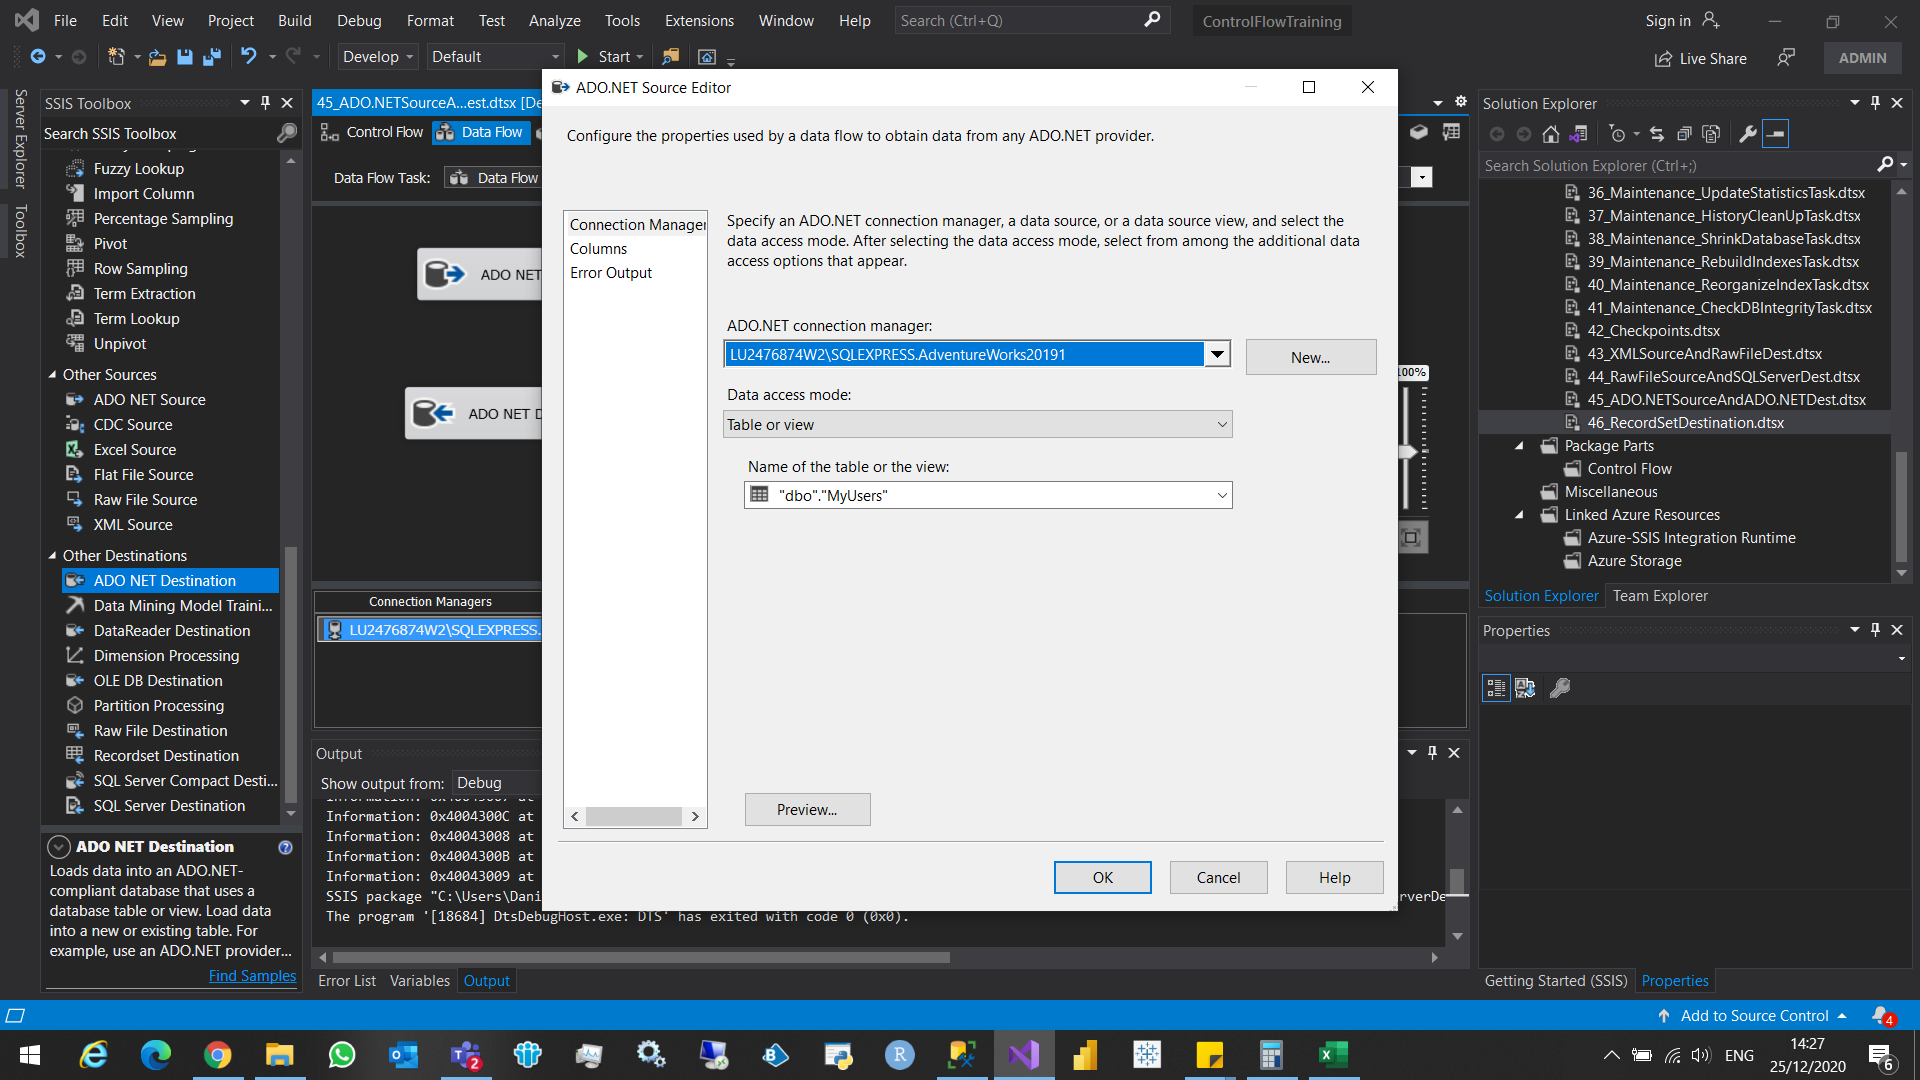 File Edit View Project Build Debug Format Test Analyze Tools Extensions Window Help Search (Ctrl+Q) ControlFlowTraining Sign in
Develop Default Start Live Share ADMIN
Server Explorer
Toolbox
SSIS Toolbox
Search SSIS Toolbox
Fuzzy Lookup
Import Column
Percentage Sampling
Pivot
Row Sampling
Term Extraction
Term Lookup
Unpivot
Other Sources
ADO NET Source
CDC Source
Excel Source
Flat File Source
Raw File Source
XML Source
Other Destinations
ADO NET Destination
Data Mining Model Traini...
DataReader Destination
Dimension Processing
OLE DB Destination
Partition Processing
Raw File Destination
Recordset Destination
SQL Server Compact Desti...
SQL Server Destination
ADO NET Destination
Loads data into an ADO.NET-
compliant database that uses a
database table or view. Load data
into a new or existing table. For
example, use an ADO.NET provider...
Find Samples
45_ADO.NETSourceA...est.dtsx [De
Control Flow Data Flow
Data Flow Task: Data Flow
ADO NET
ADO NET D
100%
Connection Managers
LU2476874W2\SQLEXPRESS.
ADO.NET Source Editor
Configure the properties used by a data flow to obtain data from any ADO.NET provider.
Connection Manager
Columns
Error Output
Specify an ADO.NET connection manager, a data source, or a data source view, and select the
data access mode. After selecting the data access mode, select from among the additional data
access options that appear.
ADO.NET connection manager:
LU2476874W2\SQLEXPRESS.AdventureWorks20191
New...
Data access mode:
Table or view
Name of the table or the view:
"dbo"."MyUsers"
Preview...
OK Cancel Help
Output
Show output from: Debug
Information: 0x4004300C at
Information: 0x40043008 at
Information: 0x4004300B at
Information: 0x40043009 at
SSIS package "C:\Users\Dani
rverDe
The program '[18684] DtsDebugHost.exe: DTS' has exited with code 0 (0x0).
Error List Variables Output
Solution Explorer
Search Solution Explorer (Ctrl+;)
36_Maintenance_UpdateStatisticsTask.dtsx
37_Maintenance_HistoryCleanUpTask.dtsx
38_Maintenance_ShrinkDatabaseTask.dtsx
39_Maintenance_RebuildIndexesTask.dtsx
40_Maintenance_ReorganizeIndexTask.dtsx
41_Maintenance_CheckDBIntegrityTask.dtsx
42_Checkpoints.dtsx
43_XMLSourceAndRawFileDest.dtsx
44_RawFileSourceAndSQLServerDest.dtsx
45_ADO.NETSourceAndADO.NETDest.dtsx
46_RecordSetDestination.dtsx
Package Parts
Control Flow
Miscellaneous
Linked Azure Resources
Azure-SSIS Integration Runtime
Azure Storage
Solution Explorer Team Explorer
Properties
Getting Started (SSIS) Properties
Add to Source Control 4
2
ENG
14:27
25/12/2020
6